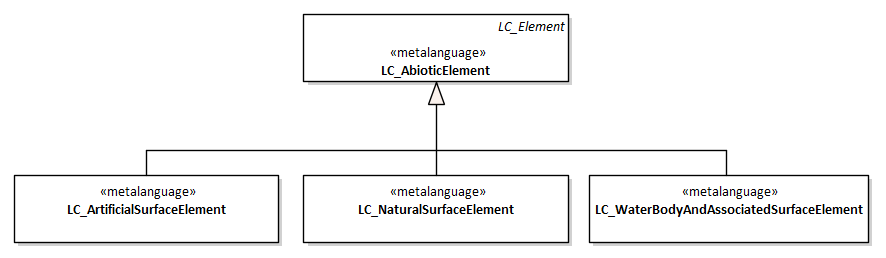 LC_Element
«metalanguage»
LC_AbioticElement
«metalanguage»
LC_ArtificialSurfaceElement
«metalanguage»
LC_NaturalSurfaceElement
«metalanguage»
LC_WaterBodyAndAssociatedSurfaceElement